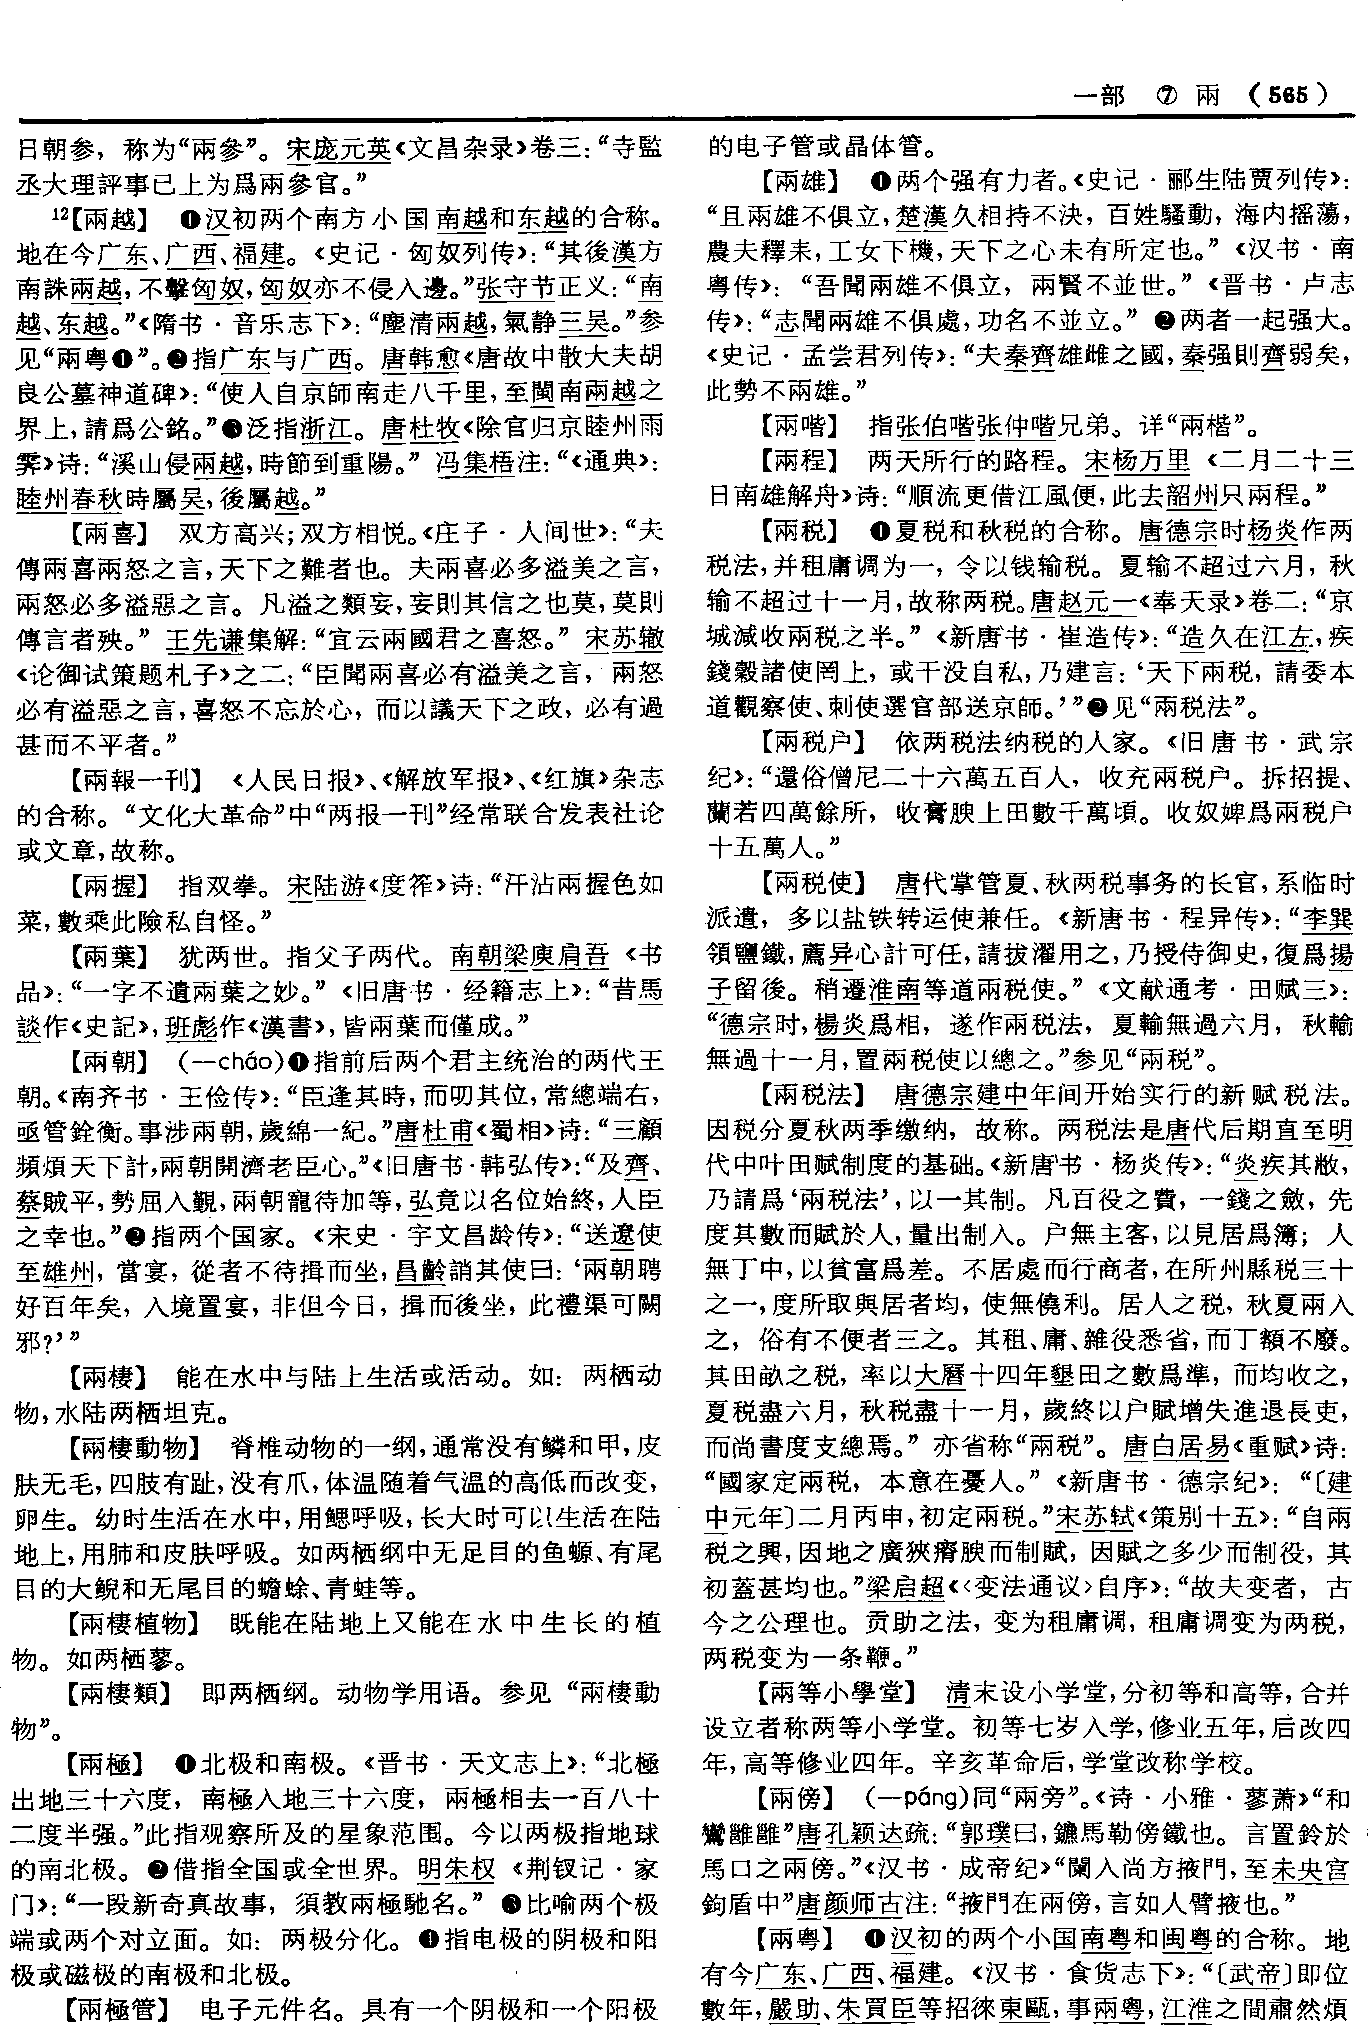 一部 ⑦ 兩 (565)
日朝参，称为“兩參”。宋庞元英《文昌杂录》卷三：“寺監
丞大理評事已上为爲兩參官。”
12【兩越】 ❶汉初两个南方小国南越和东越的合称。
地在今广东、广西、福建。《史记·匈奴列传》：“其後漢方
南誅兩越，不擊匈奴，匈奴亦不侵入邊。”张守节正义：“南
越、东越。”《隋书·音乐志下》：“塵清兩越，氣静三吴。”参
见“兩粤❶”。❷指广东与广西。唐韩愈《唐故中散大夫胡
良公墓神道碑》：“使人自京師南走八千里，至閩南兩越之
界上，請爲公銘。”❸泛指浙江。唐杜牧《除官归京睦州雨
霁》诗：“溪山侵兩越，時節到重陽。”冯集梧注：“《通典》：
睦州春秋時屬吴，後屬越。”
【兩喜】 双方高兴；双方相悦。《庄子·人间世》：“夫
傳兩喜兩怒之言，天下之難者也。夫兩喜必多溢美之言，
兩怒必多溢惡之言。凡溢之類妄，妄則其信之也莫，莫則
傳言者殃。”王先谦集解：“宜云兩國君之喜怒。”宋苏辙
《论御试策题札子》之二：“臣聞兩喜必有溢美之言，兩怒
必有溢惡之言，喜怒不忘於心，而以議天下之政，必有過
甚而不平者。”
【兩報一刊】 《人民日报》、《解放军报》、《红旗》杂志
的合称。“文化大革命”中“两报一刊”经常联合发表社论
或文章，故称。
【兩握】 指双拳。宋陆游《度筰》诗：“汗沾兩握色如
菜，數乘此險私自怪。”
【兩葉】 犹两世。指父子两代。南朝梁庾肩吾《书
品》：“一字不遺兩葉之妙。”《旧唐书·经籍志上》：“昔馬
談作《史記》，班彪作《漢書》，皆兩葉而僅成。”
【兩朝】 （—cháo）❶指前后两个君主统治的两代王
朝。《南齐书·王俭传》：“臣逢其時，而叨其位，常總端右，
亟管銓衡。事涉兩朝，歲綿一紀。”唐杜甫《蜀相》诗：“三顧
頻煩天下計，兩朝開濟老臣心。”《旧唐书·韩弘传》：“及齊、
蔡賊平，勢屈入覲，兩朝寵待加等，弘竟以名位始終，人臣
之幸也。”❷指两个国家。《宋史·宇文昌龄传》：“送遼使
至雄州，當宴，從者不待揖而坐，昌齡誚其使曰：‘兩朝聘
好百年矣，入境置宴，非但今日，揖而後坐，此禮渠可闕
邪？’”
【兩棲】 能在水中与陆上生活或活动。如：两栖动
物，水陆两栖坦克。
【兩棲動物】 脊椎动物的一纲，通常没有鳞和甲，皮
肤无毛，四肢有趾，没有爪，体温随着气温的高低而改变，
卵生。幼时生活在水中，用鳃呼吸，长大时可以生活在陆
地上，用肺和皮肤呼吸。如两栖纲中无足目的鱼螈、有尾
目的大鲵和无尾目的蟾蜍、青蛙等。
【兩棲植物】 既能在陆地上又能在水中生长的植
物。如两栖蓼。
【兩棲類】 即两栖纲。动物学用语。参见“兩棲動
物”。
【兩極】 ❶北极和南极。《晋书·天文志上》：“北極
出地三十六度，南極入地三十六度，兩極相去一百八十
二度半强。”此指观察所及的星象范围。今以两极指地球
的南北极。❷借指全国或全世界。明朱权《荆钗记·家
门》：“一段新奇真故事，須教兩極馳名。”❸比喻两个极
端或两个对立面。如：两极分化。❹指电极的阴极和阳
极或磁极的南极和北极。
【兩極管】 电子元件名。具有一个阴极和一个阳极
的电子管或晶体管。
【兩雄】 ❶两个强有力者。《史记·郦生陆贾列传》：
“且兩雄不俱立，楚漢久相持不決，百姓騷動，海内摇蕩，
農夫釋耒，工女下機，天下之心未有所定也。”《汉书·南
粤传》：“吾聞兩雄不俱立，兩賢不並世。”《晋书·卢志
传》：“志聞兩雄不俱處，功名不並立。”❷两者一起强大。
《史记·孟尝君列传》：“夫秦齊雄雌之國，秦强則齊弱矣，
此勢不兩雄。”
【兩喈】 指张伯喈张仲喈兄弟。详“兩楷”。
【兩程】 两天所行的路程。宋杨万里《二月二十三
日南雄解舟》诗：“順流更借江風便，此去韶州只兩程。”
【兩税】 ❶夏税和秋税的合称。唐德宗时杨炎作两
税法，并租庸调为一，令以钱输税。夏输不超过六月，秋
输不超过十一月，故称两税。唐赵元一《奉天录》卷二：“京
城減收兩税之半。”《新唐书·崔造传》：“造久在江左，疾
錢穀諸使罔上，或干没自私，乃建言：‘天下兩税，請委本
道觀察使、刺使選官部送京師。’”❷见“兩税法”。
【兩税户】 依两税法纳税的人家。《旧唐书·武宗
纪》：“還俗僧尼二十六萬五百人，收充兩税户。拆招提、
蘭若四萬餘所，收膏腴上田數千萬頃。收奴婢爲兩税户
十五萬人。”
【兩税使】 唐代掌管夏、秋两税事务的长官，系临时
派遣，多以盐铁转运使兼任。《新唐书·程异传》：“李巽
領鹽鐵，薦异心計可任，請拔濯用之，乃授侍御史，復爲揚
子留後。稍遷淮南等道兩税使。”《文献通考·田赋三》：
“德宗时，楊炎爲相，遂作兩税法，夏輸無過六月，秋輸
無過十一月，置兩税使以總之。”参见“兩税”。
【兩税法】 唐德宗建中年间开始实行的新赋税法。
因税分夏秋两季缴纳，故称。两税法是唐代后期直至明
代中叶田赋制度的基础。《新唐书·杨炎传》：“炎疾其敝，
乃請爲‘兩税法’，以一其制。凡百役之費，一錢之斂，先
度其數而賦於人，量出制入。户無主客，以見居爲簿；人
無丁中，以貧富爲差。不居處而行商者，在所州縣税三十
之一，度所取與居者均，使無僥利。居人之税，秋夏兩入
之，俗有不便者三之。其租、庸、雜役悉省，而丁額不廢。
其田畝之税，率以大曆十四年墾田之數爲準，而均收之，
夏税盡六月，秋税盡十一月，歲終以户賦增失進退長吏，
而尚書度支總焉。”亦省称“兩税”。唐白居易《重赋》诗：
“國家定兩税，本意在憂人。”《新唐书·德宗纪》：“〔建
中元年〕二月丙申，初定兩税。”宋苏轼《策别十五》：“自兩
税之興，因地之廣狹瘠腴而制賦，因賦之多少而制役，其
初蓋甚均也。”梁启超《〈变法通议〉自序》：“故夫变者，古
今之公理也。贡助之法，变为租庸调，租庸调变为两税，
两税变为一条鞭。”
【兩等小學堂】 清末设小学堂，分初等和高等，合并
设立者称两等小学堂。初等七岁入学，修业五年，后改四
年，高等修业四年。辛亥革命后，学堂改称学校。
【兩傍】 （—páng）同“兩旁”。《诗·小雅·蓼萧》“和
鸞雝雝”唐孔颖达疏：“郭璞曰，鑣馬勒傍鐵也。言置鈴於
馬口之兩傍。”《汉书·成帝纪》“闌入尚方掖門，至未央宫
鉤盾中”唐颜师古注：“掖門在兩傍，言如人臂掖也。”
【兩粤】 ❶汉初的两个小国南粤和闽粤的合称。地
有今广东、广西、福建。《汉书·食货志下》：“〔武帝〕即位
數年，嚴助、朱買臣等招徠東甌，事兩粤，江淮之間肅然煩